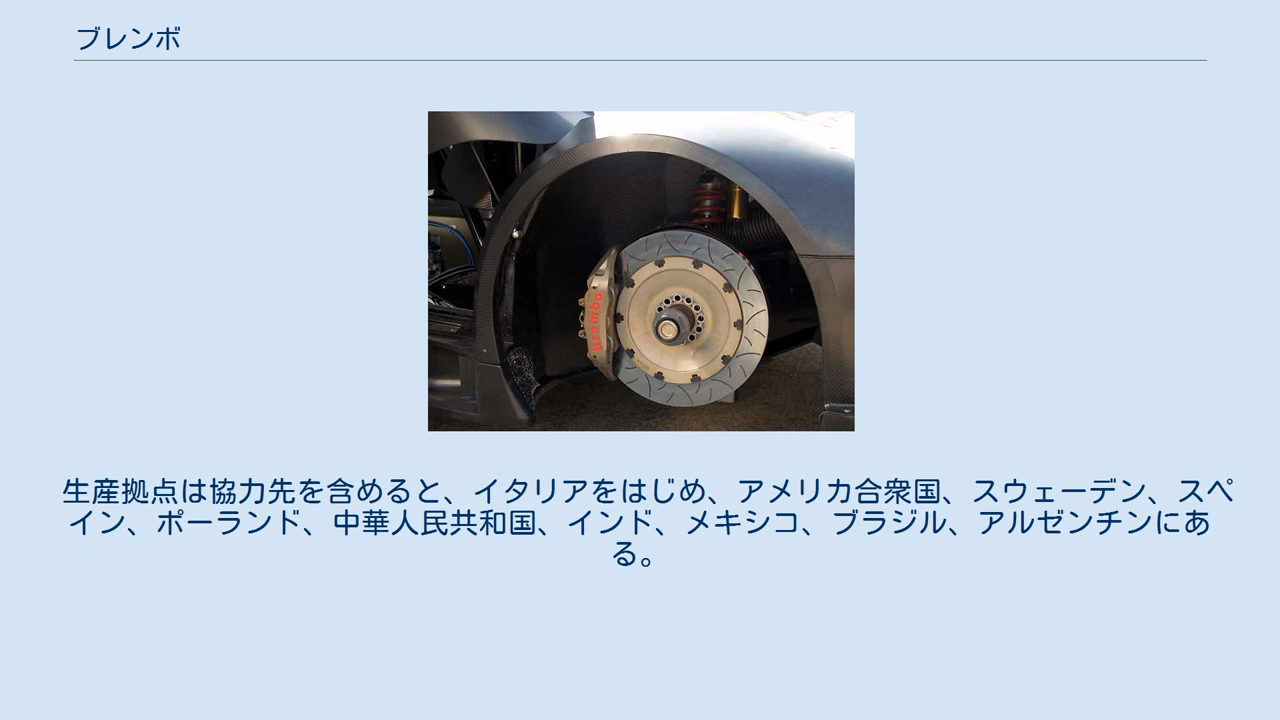 ブレンボ
brembo
生産拠点は協力先を含めると、イタリアをはじめ、アメリカ合衆国、スウェーデン、スペ
イン、ポーランド、中華人民共和国、インド、メキシコ、ブラジル、アルゼンチンにあ
る。